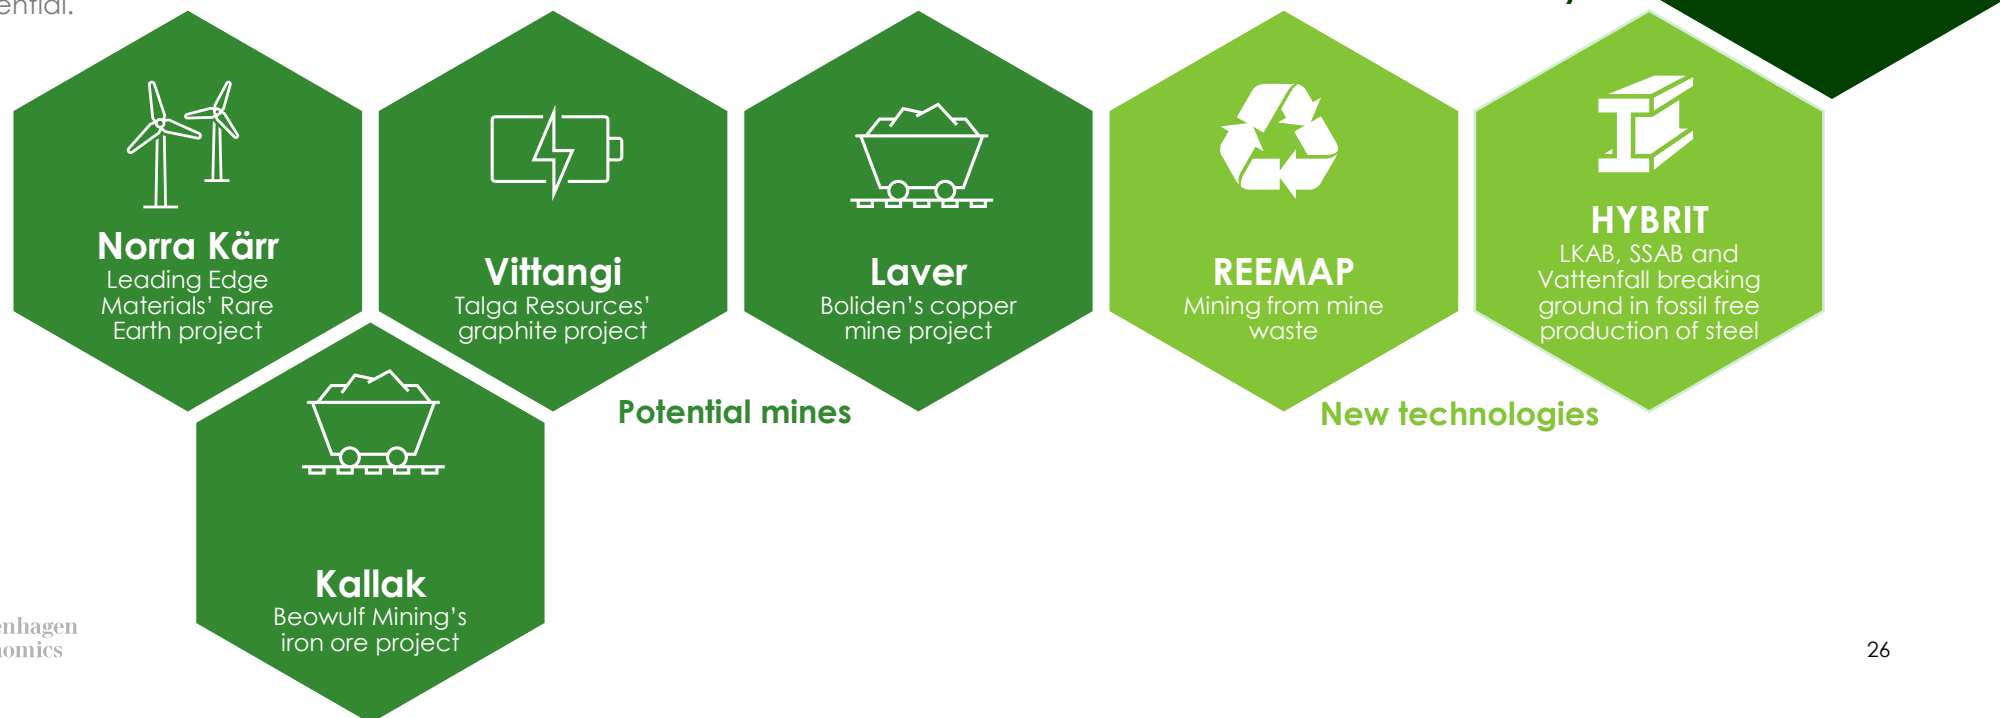 Norra Kärr
Leading Edge
Materials' Rare
Earth project
Vittangi
Talga Resources'
graphite project
Laver
Boliden's copper
mine project
REEMAP
Mining from mine
waste
HYBRIT
LKAB, SSAB and
Vattenfall breaking
ground in fossil free
production of steel
Potential mines
New technologies
Kallak
Beowulf Mining's
iron ore project
26